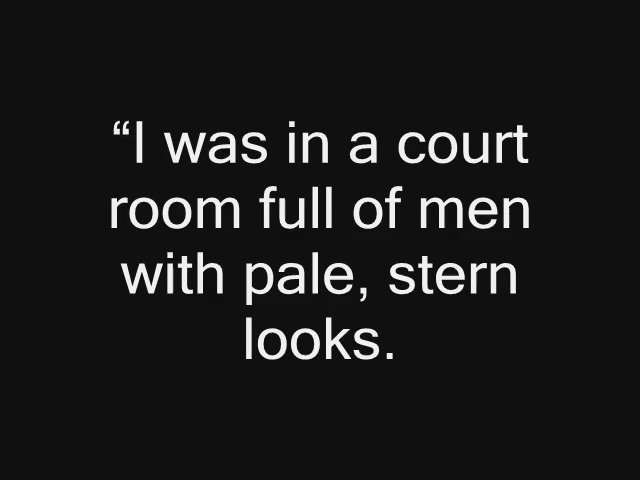 “I was in a court
room full of men
with pale, stern
looks.